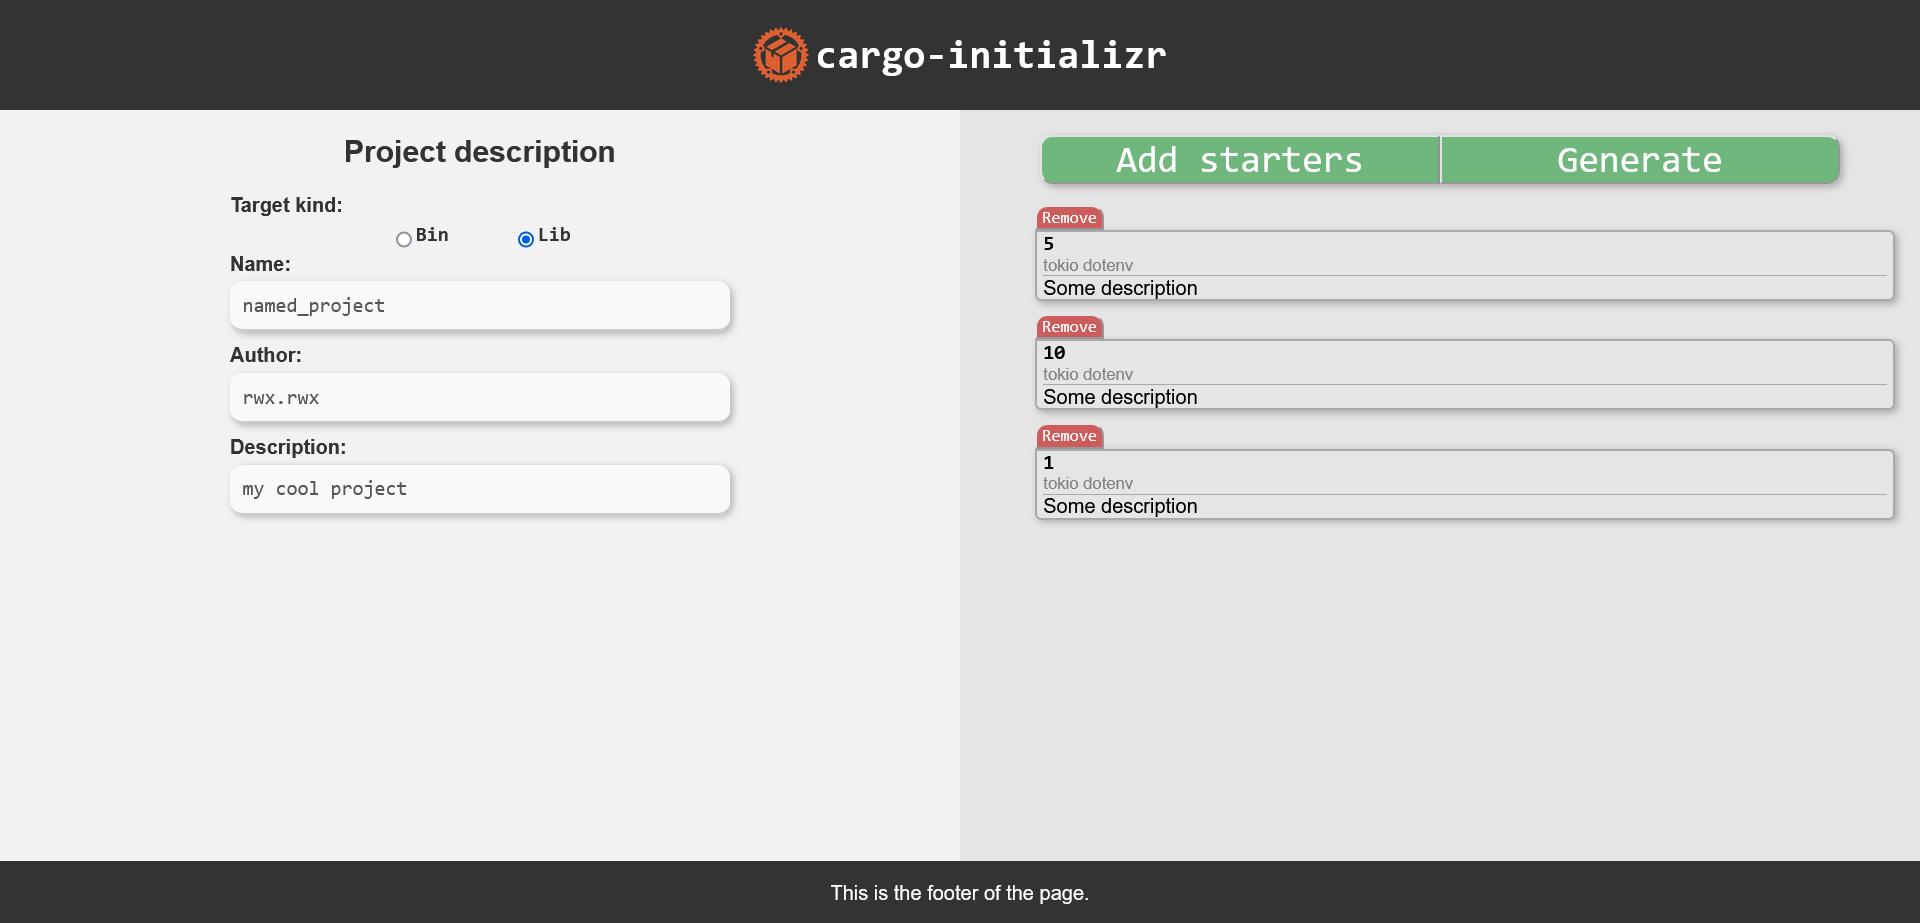 cargo-initializr
Project description
Target kind:
Bin Lib
Name:
named_project
Author:
rwx.rwx
Description:
my cool project
Add starters Generate
Remove
5
tokio dotenv
Some description
Remove
10
tokio dotenv
Some description
Remove
1
tokio dotenv
Some description
This is the footer of the page.